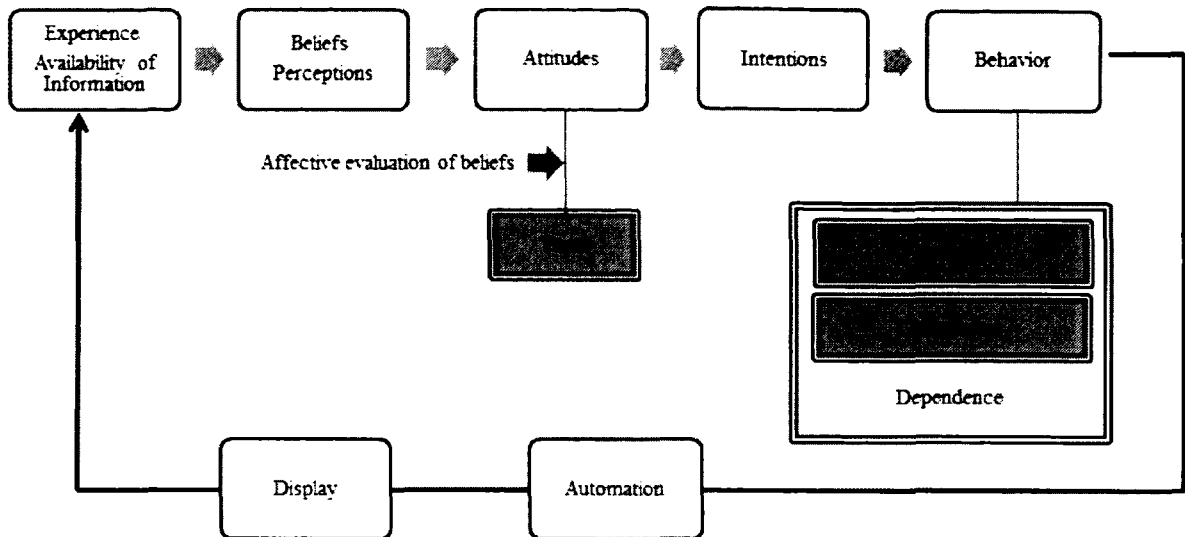 Experience
Availability of
Information
Beliefs
Perceptions
Attitudes
Intentions
Behavior
Affective evaluation of beliefs
Dependence
Display
Automation